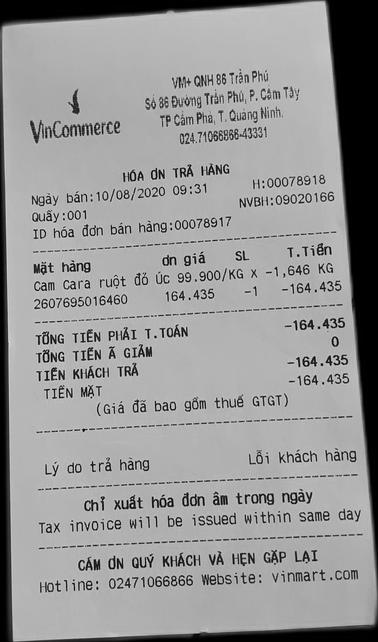 VinCommerce
VM+ QNH 86 Trần Phú
Số 86 Đường Trần Phú, P. Cẩm Tây
TP Cẩm Phả, T. Quảng Ninh.
024.71066866-43331
HÓA ƠN TRẢ HÀNG
Ngày bán:10/08/2020 09:31 H:00078918
Quầy:001 NVBH:09020166
ID hóa đơn bán hàng:00078917
Mặt hàng ơn giá SL T.Tiền
Cam Cara ruột đỏ Úc 99.900/KG x -1,646 KG
2607695016460 164.435 -1 -164.435
TỔNG TIỀN PHẢI T.TOÁN -164.435
TỔNG TIỀN Ã GIẢM 0
TIỀN KHÁCH TRẢ -164.435
TIỀN MẶT -164.435
(Giá đã bao gồm thuế GTGT)
Lý do trả hàng Lỗi khách hàng
Chỉ xuất hóa đơn âm trong ngày
Tax invoice will be issued within same day
CẢM ƠN QUÝ KHÁCH VÀ HẸN GẶP LẠI
Hotline: 02471066866 Website: vinmart.com